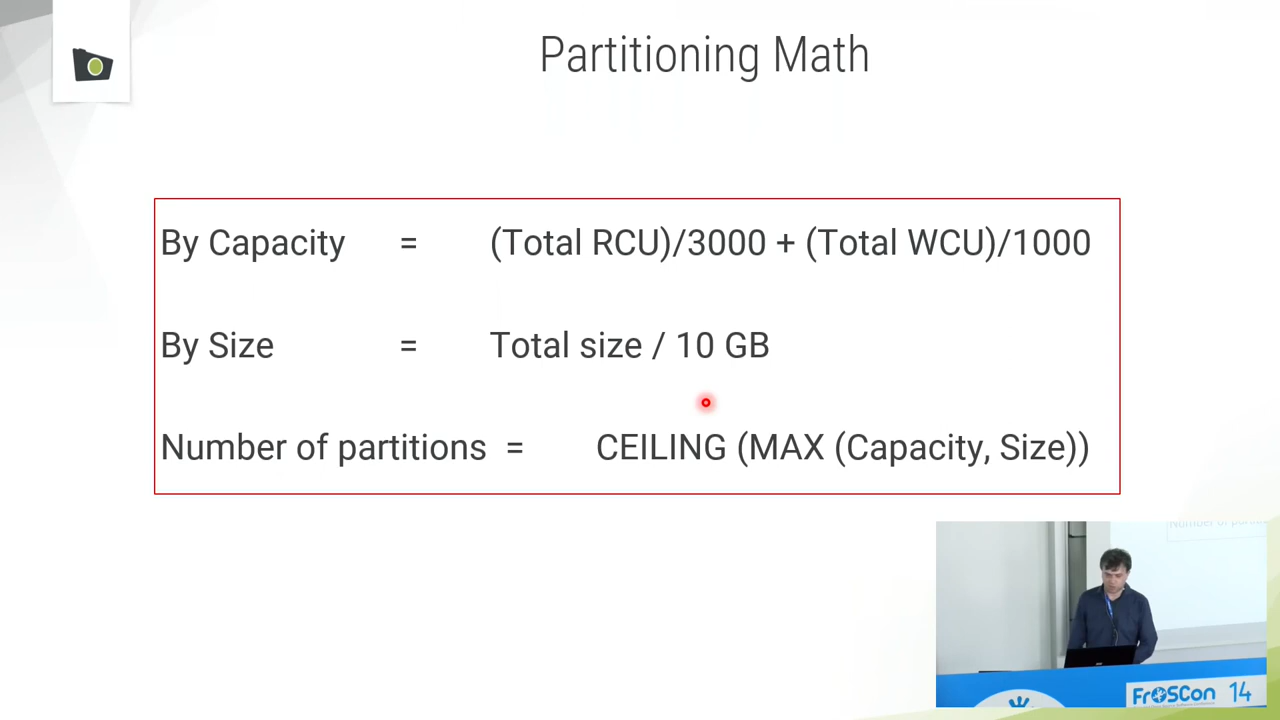 Partitioning Math
By Capacity = (Total RCU)/3000 + (Total WCU)/1000
By Size = Total size / 10 GB
Number of partitions = CEILING (MAX (Capacity, Size))
FrOSCon 14